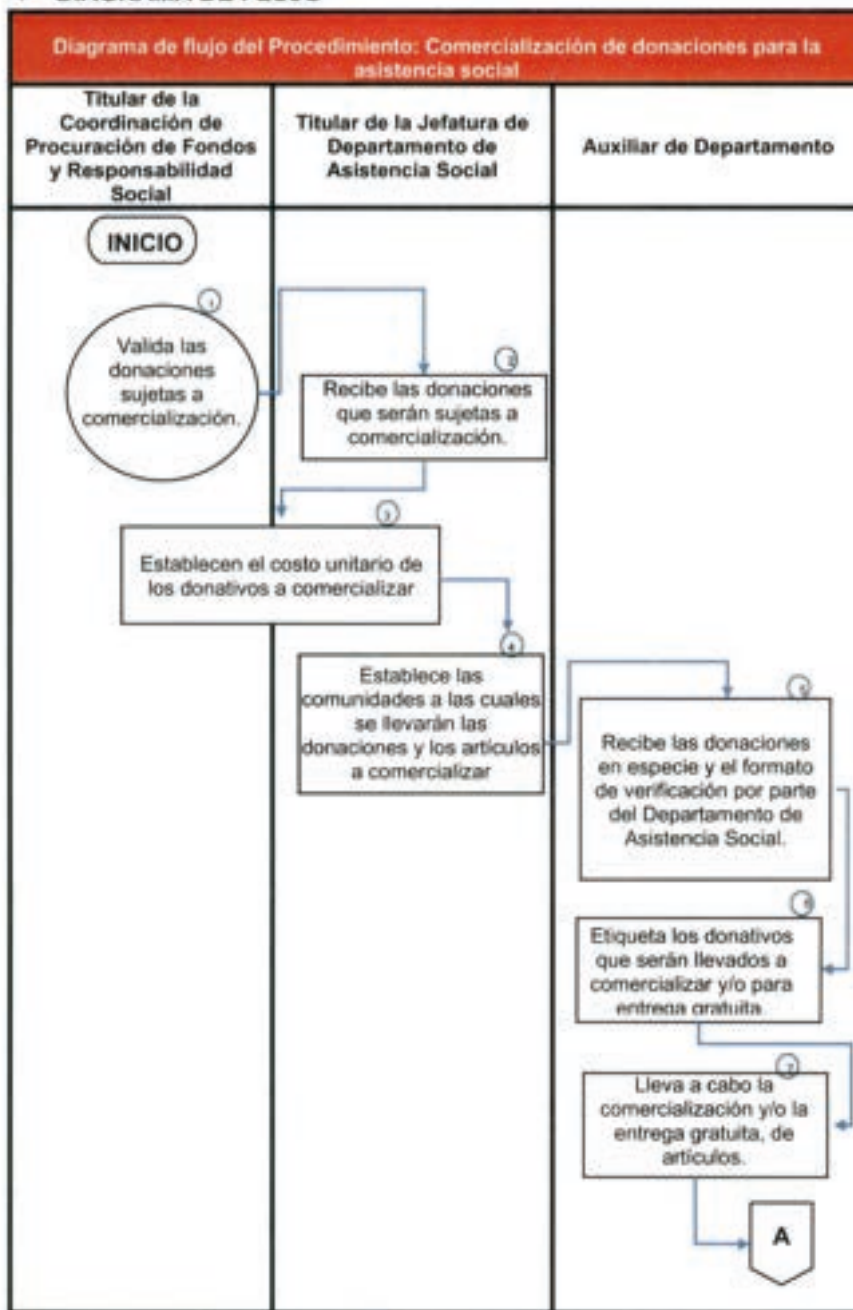 Diagrama de flujo del Procedimiento: Comercialización de donaciones para la
asistencia social
Titular de la
Coordinación de
Procuración de Fondos
y Responsabilidad
Social
Titular de la Jefatura de
Departamento de
Asistencia Social
Auxiliar de Departamento
INICIO
1
Valida las
donaciones
sujetas a
comercialización.
2
Recibe las donaciones
que serán sujetas a
comercialización.
3
Establecen el costo unitario de
los donativos a comercializar
4
Establece las
comunidades a las cuales
se llevarán las
donaciones y los artículos
a comercializar
5
Recibe las donaciones
en especie y el formato
de verificación por parte
del Departamento de
Asistencia Social.
Etiqueta los donativos
que serán llevados a
comercializar y/o para
entrega gratuita.
7
Lleva a cabo la
comercialización y/o la
entrega gratuita, de
artículos.
A